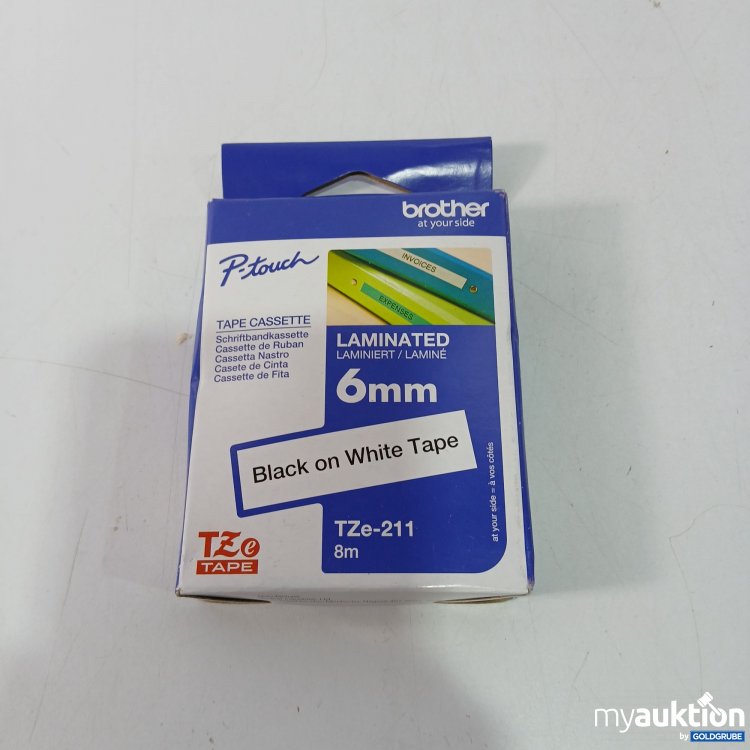 brother
at your side
P-touch
INVOICES
EXPENSES
TAPE CASSETTE
Schriftbandkassette
Cassette de Ruban
Cassetta Nastro
Casete de Cinta
Cassette de Fita
LAMINATED
LAMINIERT / LAMINÉ
6mm
Black on White Tape
at your side = à vos côtés
TZe-211
8m
TZe
TAPE
myauktion
by GOLDGRUBE